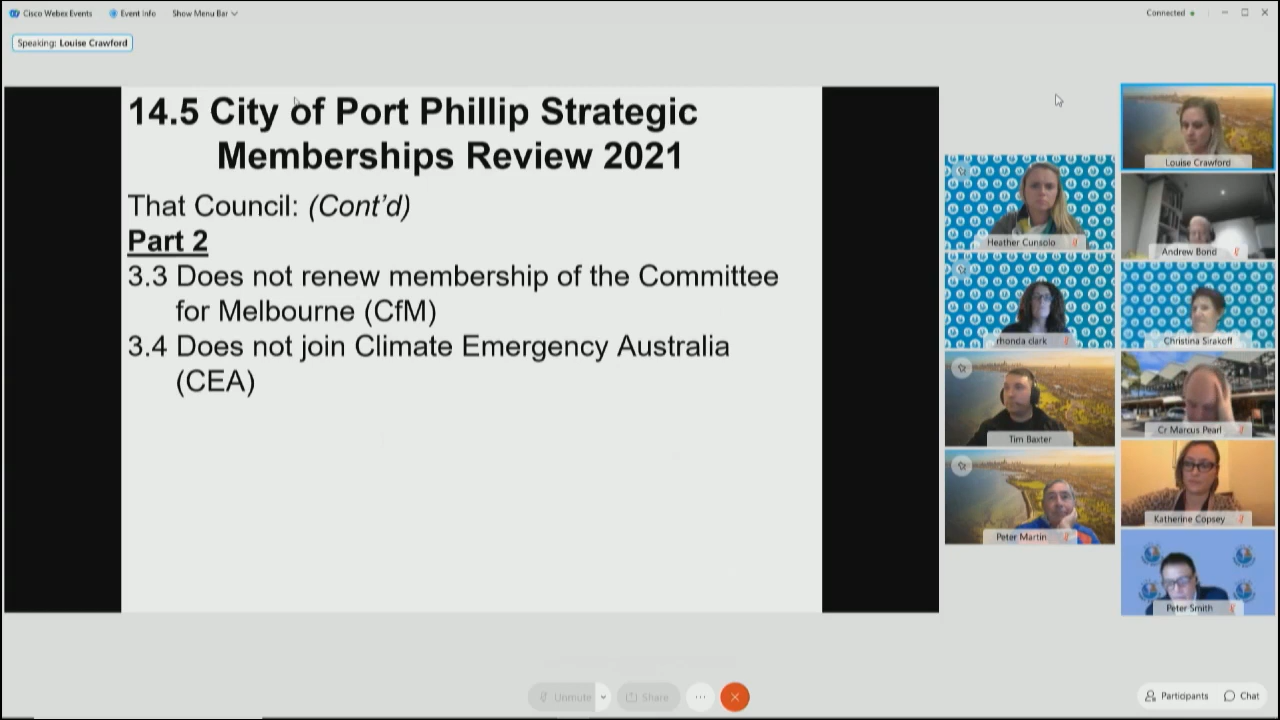 Cisco Webex Events
Event Info
Show Menu Bar
Connected
Speaking: Louise Crawford
14.5 City of Port Phillip Strategic
Memberships Review 2021
That Council: (Cont'd)
Part 2
3.3 Does not renew membership of the Committee
for Melbourne (CfM)
3.4 Does not join Climate Emergency Australia
(CEA)
Louise Crawford
Heather Cunsolo
Andrew Bond
rhonda clark
Christina Sirakoff
Tim Baxter
Cr Marcus Pearl
Peter Martin
Katherine Copsey
Peter Smith
Unmute
Share
Participants
Chat